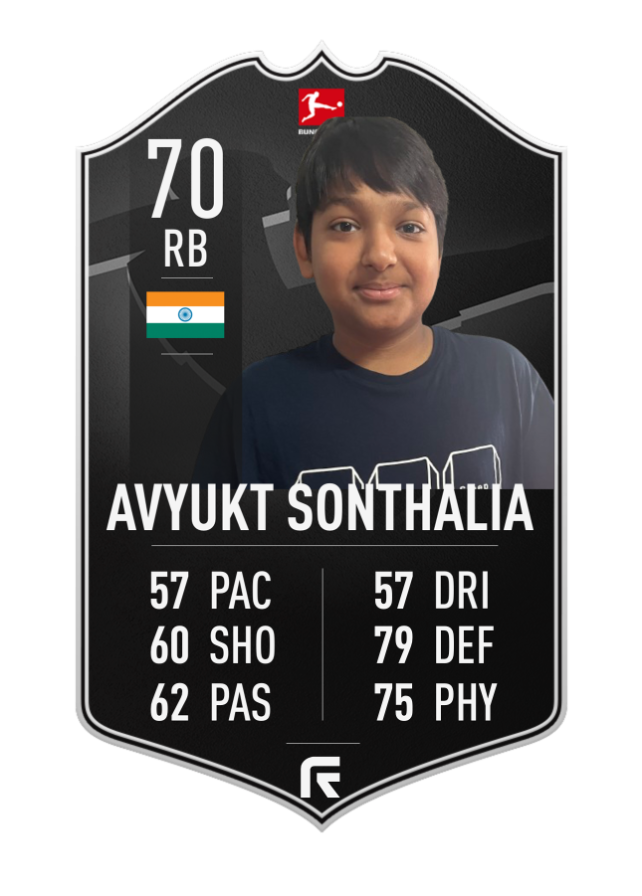 70
RB
AVYUKT SONTHALIA
57 PAC 57 DRI
60 SHO 79 DEF
62 PAS 75 PHY